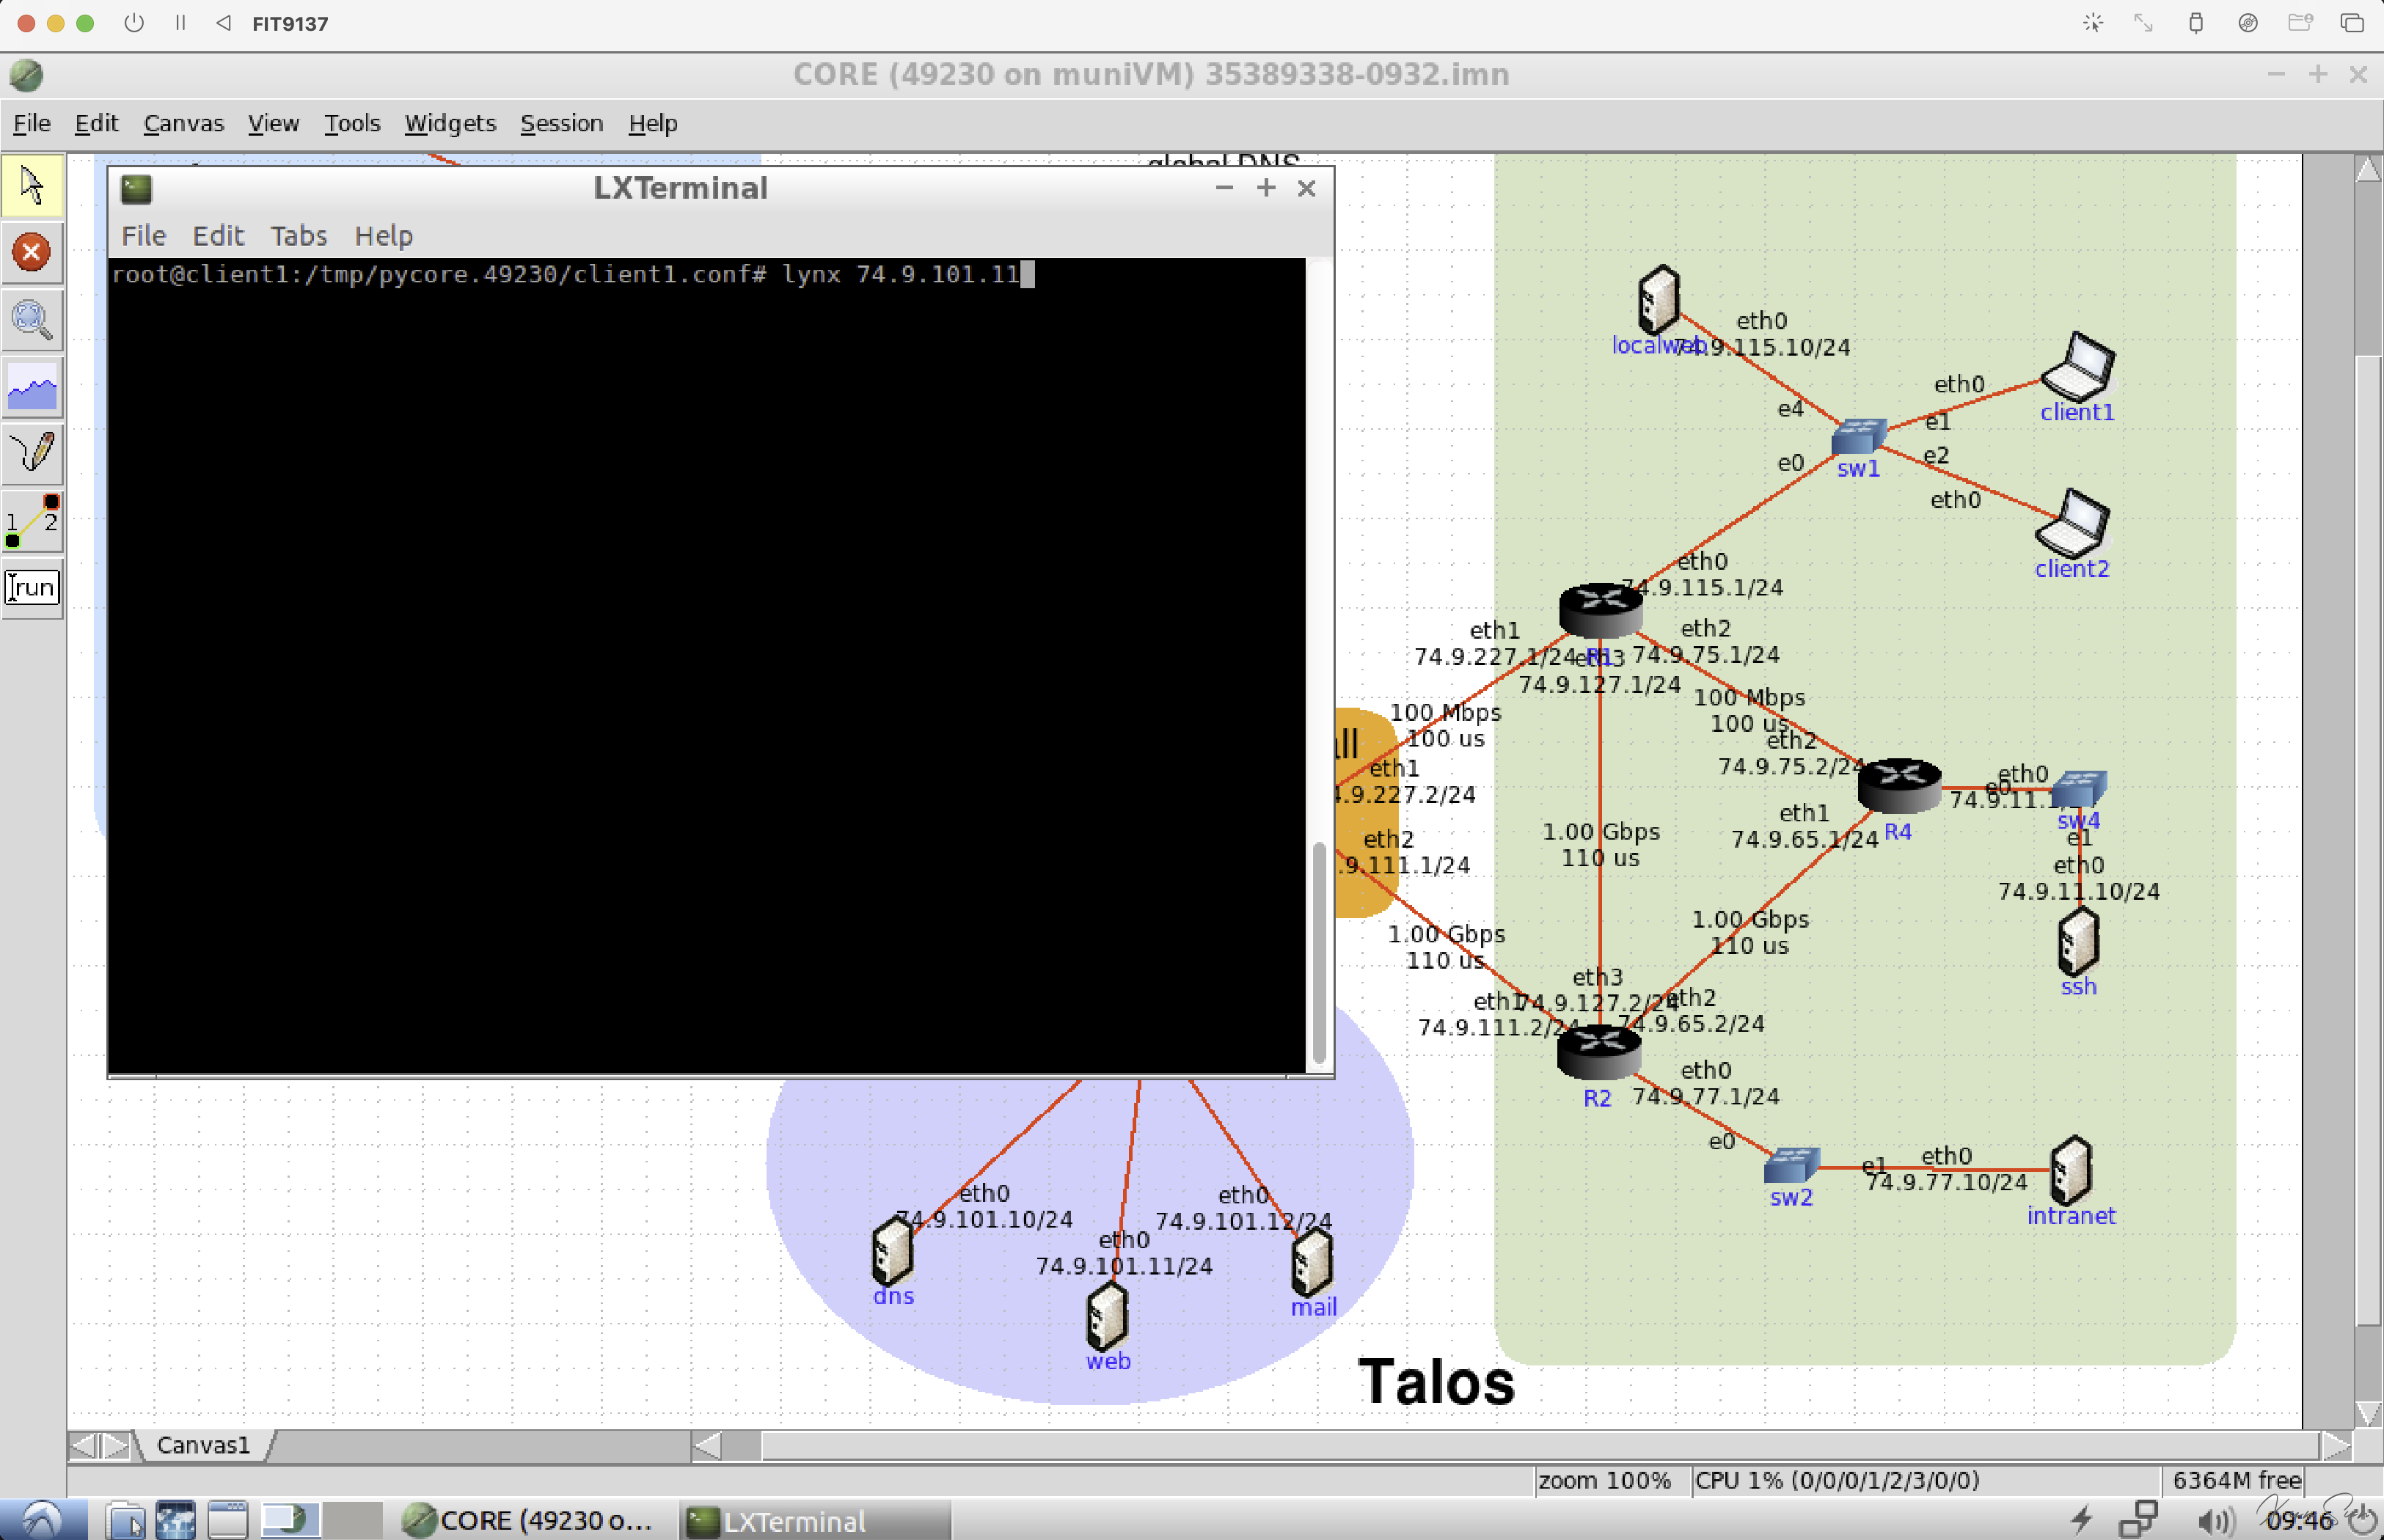 FIT9137
CORE (49230 on muniVM) 35389338-0932.imn
File Edit Canvas View Tools Widgets Session Help
global DNS
LXTerminal
File Edit Tabs Help
root@client1:/tmp/pycore.49230/client1.conf# lynx 74.9.101.11
1 2
run
eth0
74.9.115.10/24
localweb
eth0
client1
e4
e1
e0
sw1
e2
eth0
client2
eth0
74.9.115.1/24
eth1
74.9.227.1/24
R1
eth3
74.9.127.1/24
eth2
74.9.75.1/24
100 Mbps
100 us
100 Mbps
100 us
all
eth1
.9.227.2/24
eth2
74.9.75.2/24
eth0
e0
74.9.11.1/24
sw4
R4
eth1
74.9.65.1/24
1.00 Gbps
110 us
eth2
.9.111.1/24
e1
eth0
74.9.11.10/24
ssh
1.00 Gbps
110 us
1.00 Gbps
110 us
eth3
74.9.127.2/24
eth1
74.9.111.2/24
eth2
74.9.65.2/24
R2
eth0
74.9.77.1/24
e0
sw2
e1
eth0
74.9.77.10/24
intranet
eth0
74.9.101.10/24
dns
eth0
74.9.101.11/24
web
eth0
74.9.101.12/24
mail
Talos
Canvas1
zoom 100%
CPU 1% (0/0/0/1/2/3/0/0)
6364M free
CORE (49230 o...
LXTerminal
09:46